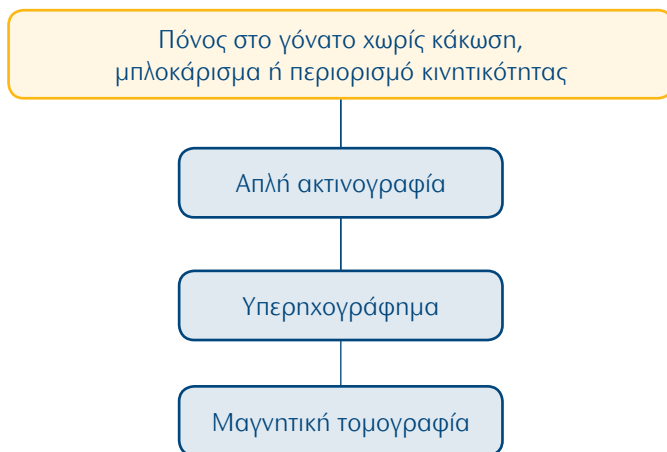 Πόνος στο γόνατο χωρίς κάκωση,
μπλοκάρισμα ή περιορισμό κινητικότητας
Απλή ακτινογραφία
Υπερηχογράφημα
Μαγνητική τομογραφία